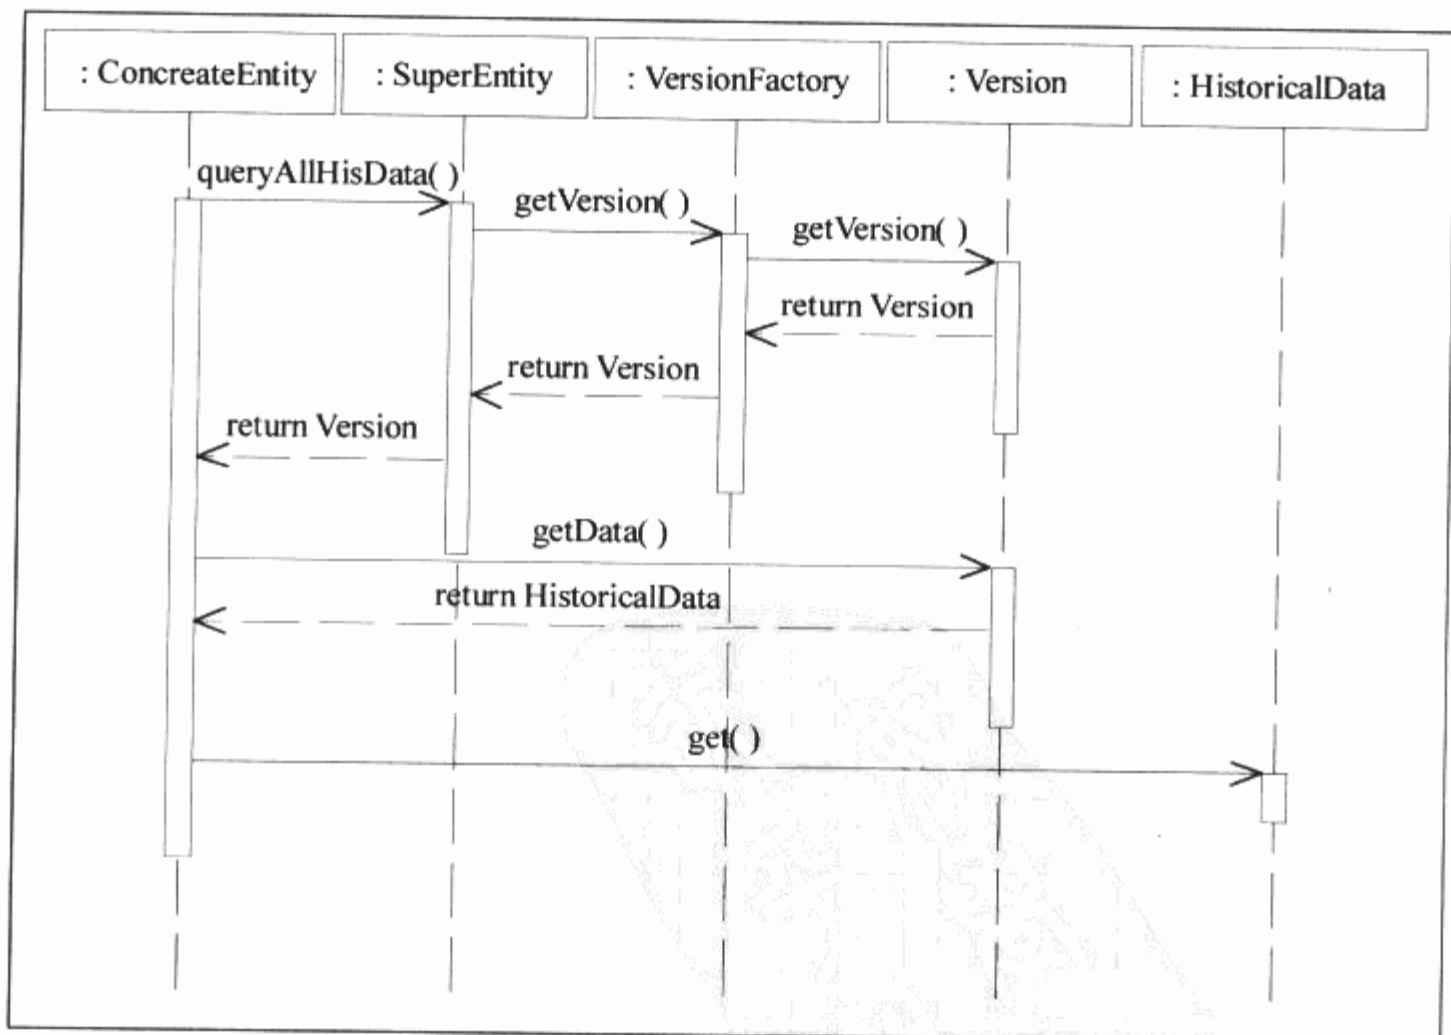 : ConcreateEntity
: SuperEntity
: VersionFactory
: Version
: HistoricalData
queryAllHisData( )
getVersion( )
getVersion( )
return Version
return Version
return Version
getData( )
return HistoricalData
get( )